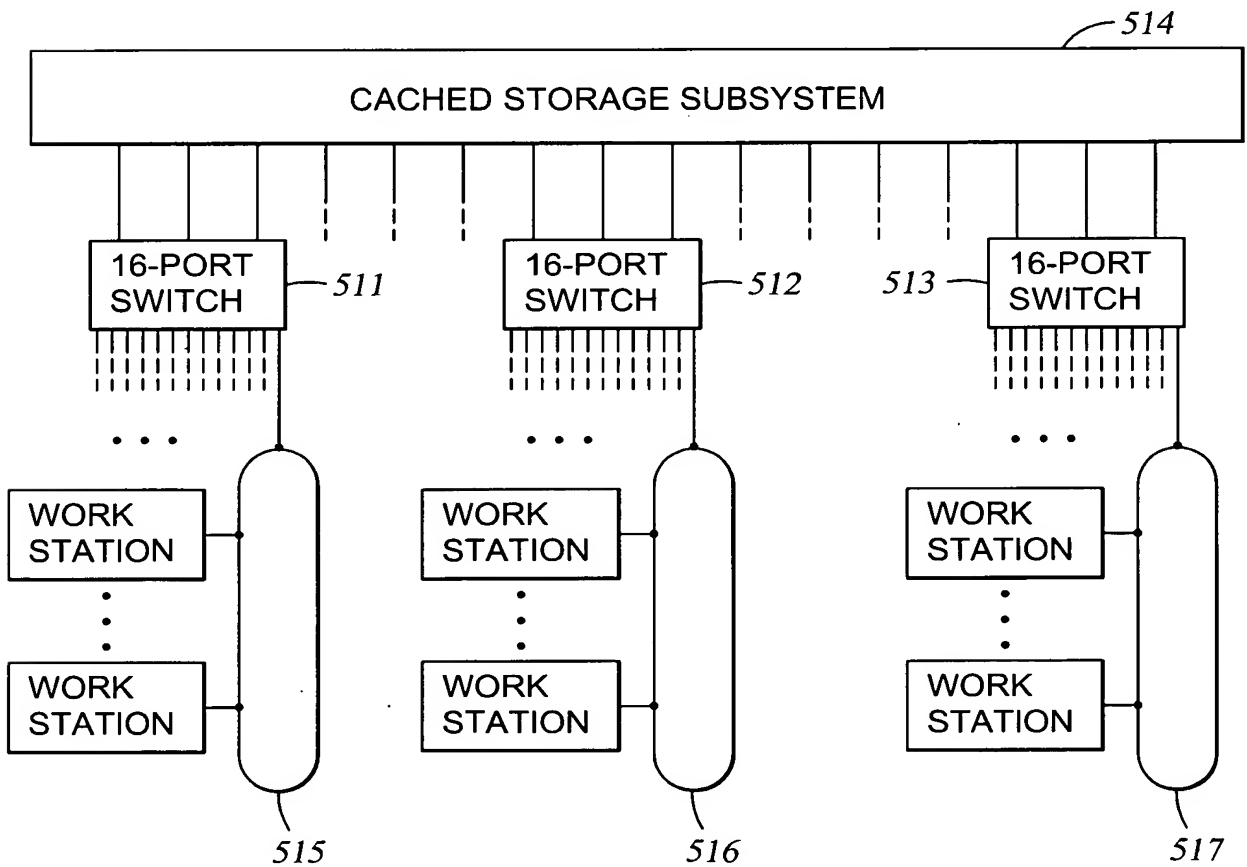 514
CACHED STORAGE SUBSYSTEM
16-PORT
SWITCH
511
16-PORT
SWITCH
512
513
16-PORT
SWITCH
WORK
STATION
WORK
STATION
WORK
STATION
WORK
STATION
WORK
STATION
WORK
STATION
515
516
517